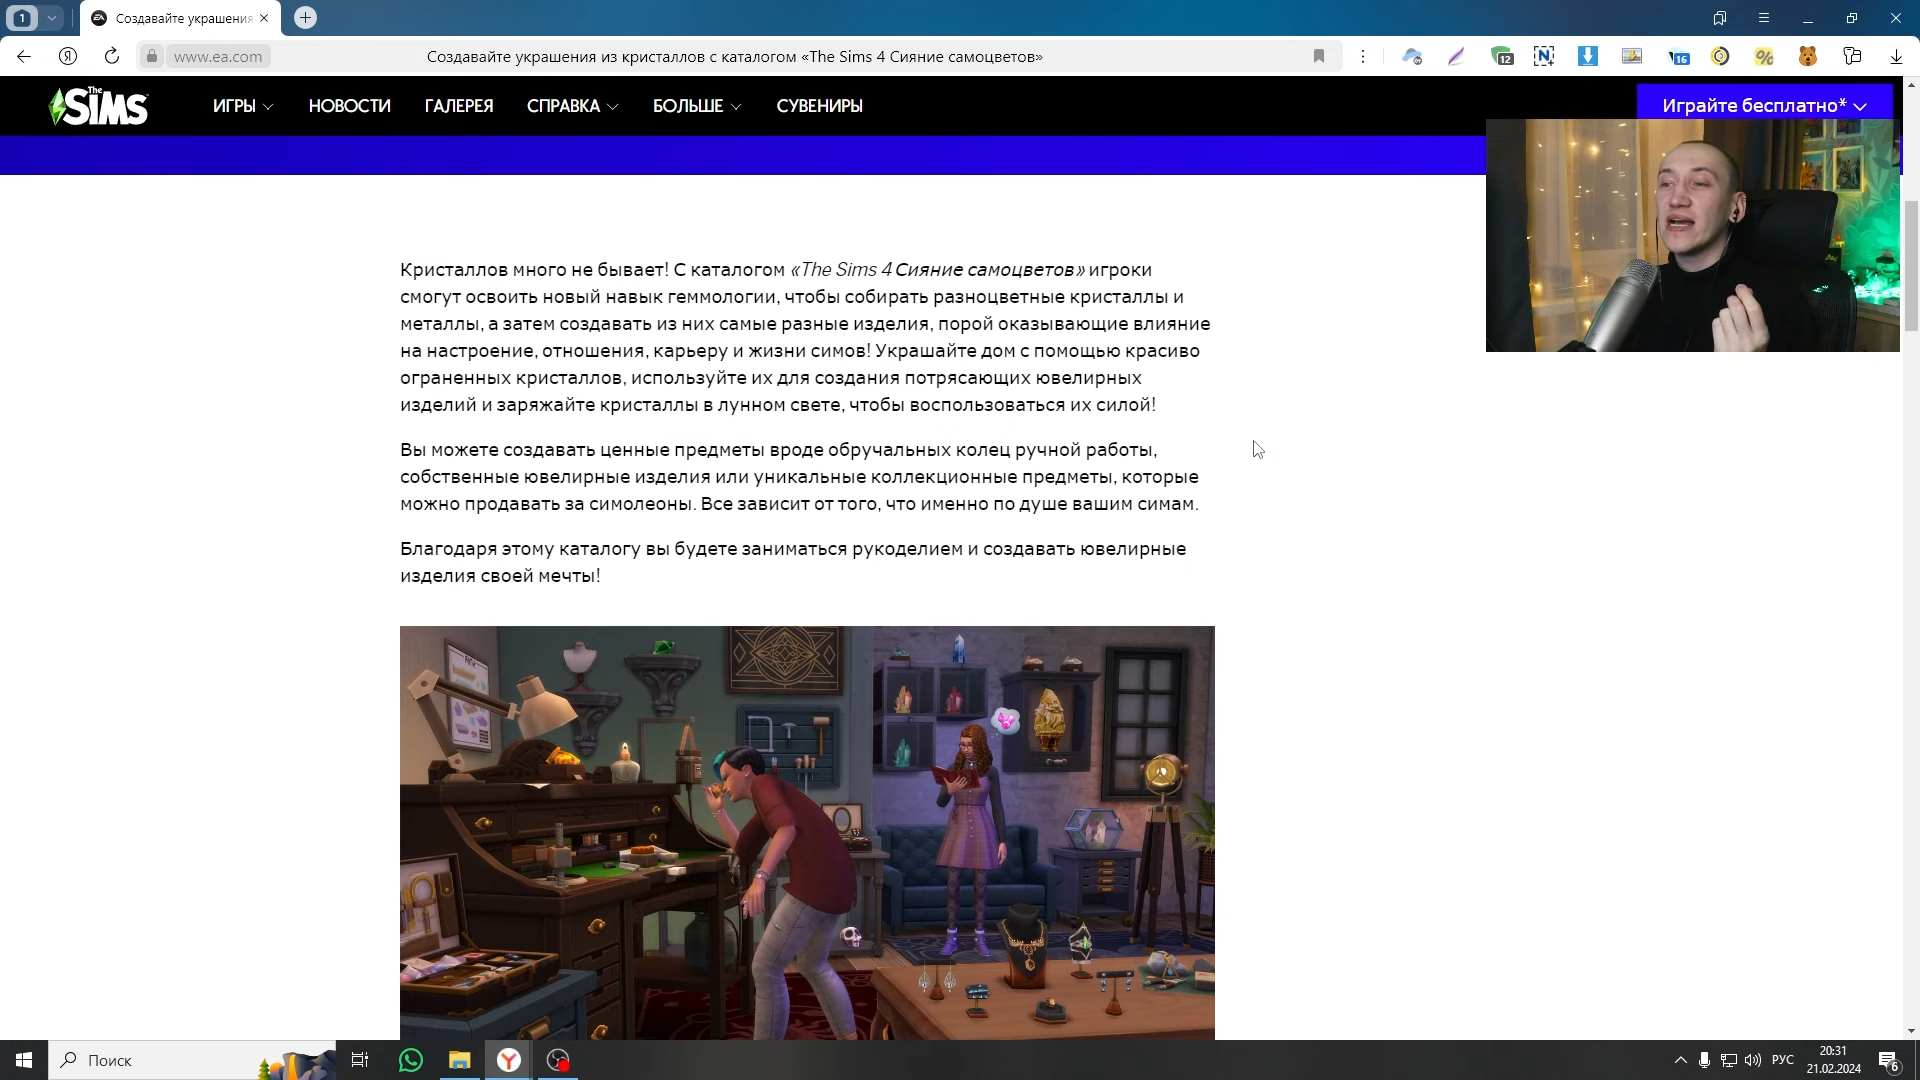 1
Создавайте украшения
www.ea.com
Создавайте украшения из кристаллов с каталогом «The Sims 4 Сияние самоцветов»
12
16
The SiMS
ИГРЫ
НОВОСТИ
ГАЛЕРЕЯ
СПРАВКА
БОЛЬШЕ
СУВЕНИРЫ
Играйте бесплатно*
Кристаллов много не бывает! С каталогом «The Sims 4 Сияние самоцветов» игроки
смогут освоить новый навык геммологии, чтобы собирать разноцветные кристаллы и
металлы, а затем создавать из них самые разные изделия, порой оказывающие влияние
на настроение, отношения, карьеру и жизни симов! Украшайте дом с помощью красиво
ограненных кристаллов, используйте их для создания потрясающих ювелирных
изделий и заряжайте кристаллы в лунном свете, чтобы воспользоваться их силой!
Вы можете создавать ценные предметы вроде обручальных колец ручной работы,
собственные ювелирные изделия или уникальные коллекционные предметы, которые
можно продавать за симолеоны. Все зависит от того, что именно по душе вашим симам.
Благодаря этому каталогу вы будете заниматься рукоделием и создавать ювелирные
изделия своей мечты!
Поиск
РУС
20:31
21.02.2024
6